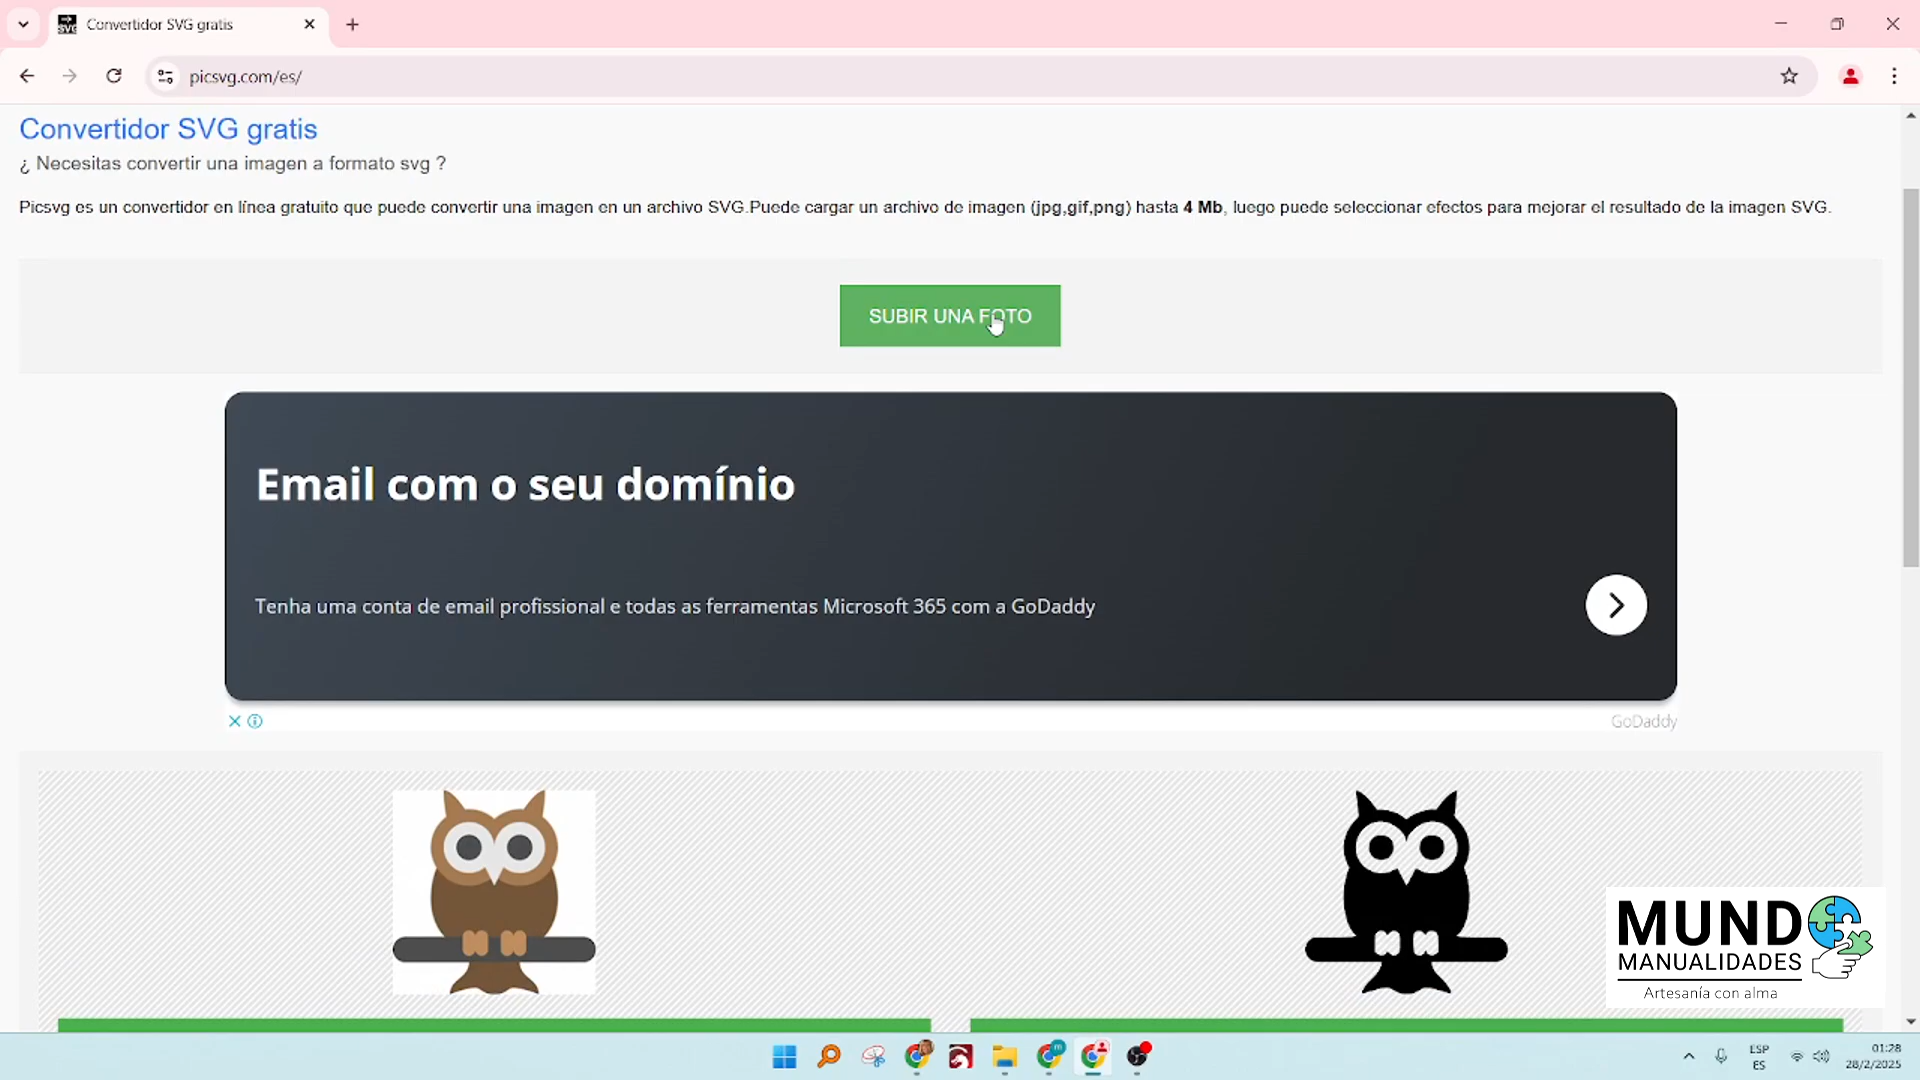 Convertidor SVG gratis
picsvg.com/es/
Convertidor SVG gratis
¿ Necesitas convertir una imagen a formato svg ?
Picsvg es un convertidor en línea gratuito que puede convertir una imagen en un archivo SVG.Puede cargar un archivo de imagen (jpg,gif,png) hasta 4 Mb, luego puede seleccionar efectos para mejorar el resultado de la imagen SVG.
SUBIR UNA FOTO
Email com o seu domínio
Tenha uma conta de email profissional e todas as ferramentas Microsoft 365 com a GoDaddy
GoDaddy
MUNDO
MANUALIDADES
Artesanía con alma
ESP
ES
01:28
28/2/2025